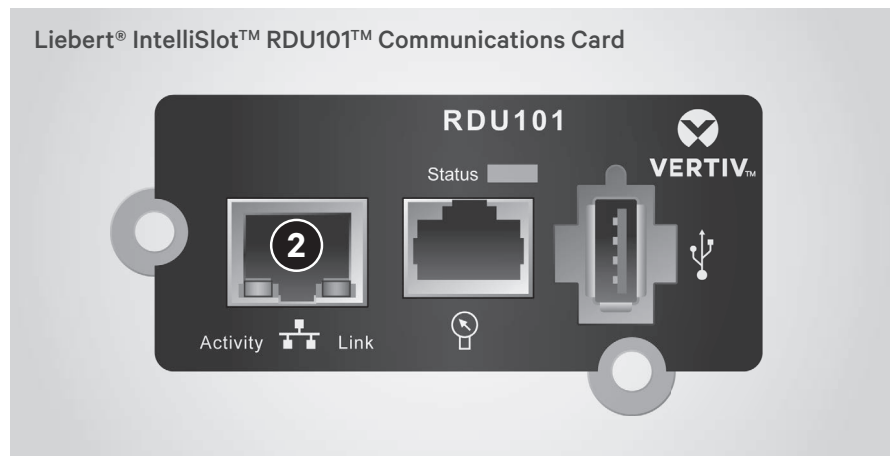 Liebert® IntelliSlot™ RDU101™ Communications Card
RDU101
VERTIV™
Status
2
Activity
Link